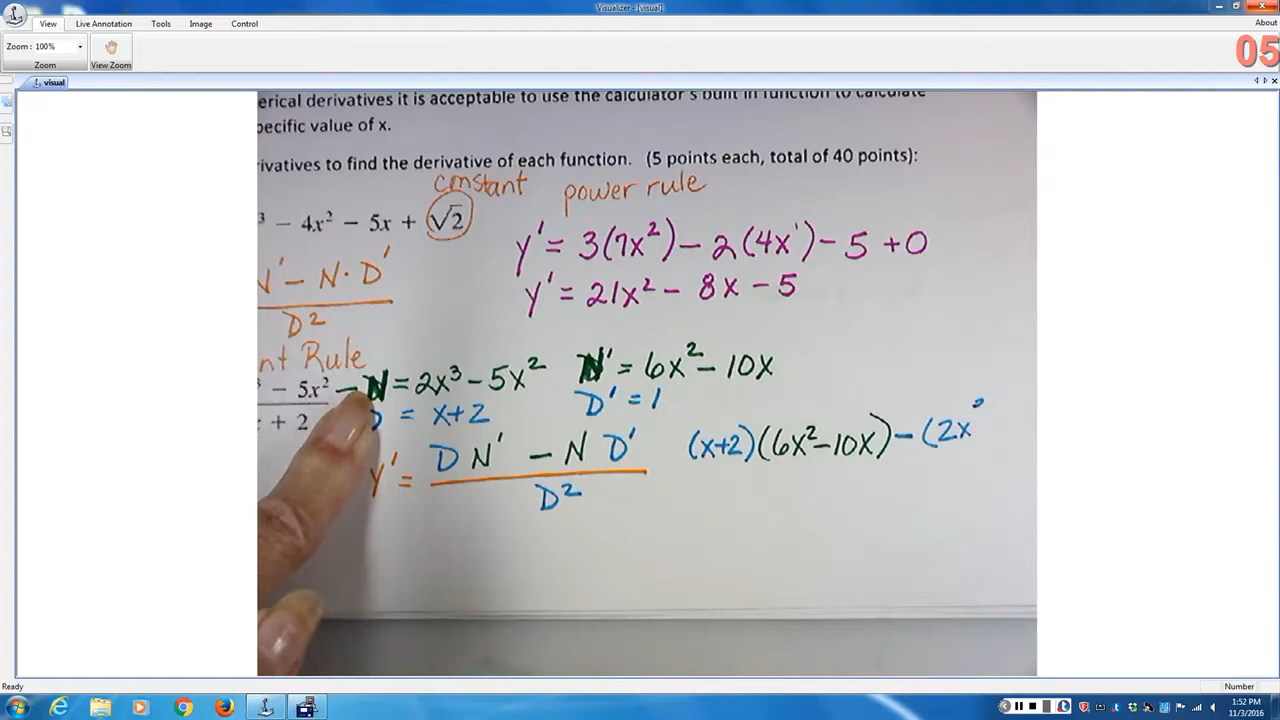 Visualizer - [visual]
View Live Annotation Tools Image Control
Zoom: 100%
View Zoom
Zoom Zoom
05
visual
erical derivatives it is acceptable to use the calculator's built in function to calculate
pecific value of x.
rivatives to find the derivative of each function. (5 points each, total of 40 points):
constant power rule
³ − 4x² − 5x + √2
y' = 3(7x²) − 2(4x¹) − 5 + 0
N' − N · D'
D²
y' = 21x² − 8x − 5
nt Rule
³ − 5x² − N = 2x³ − 5x² N' = 6x² − 10x
+ 2 D = x+2 D' = 1
y' = D N' − N D' (x+2)(6x²−10x) − (2x³
D²
Ready Number
1:52 PM
11/3/2016